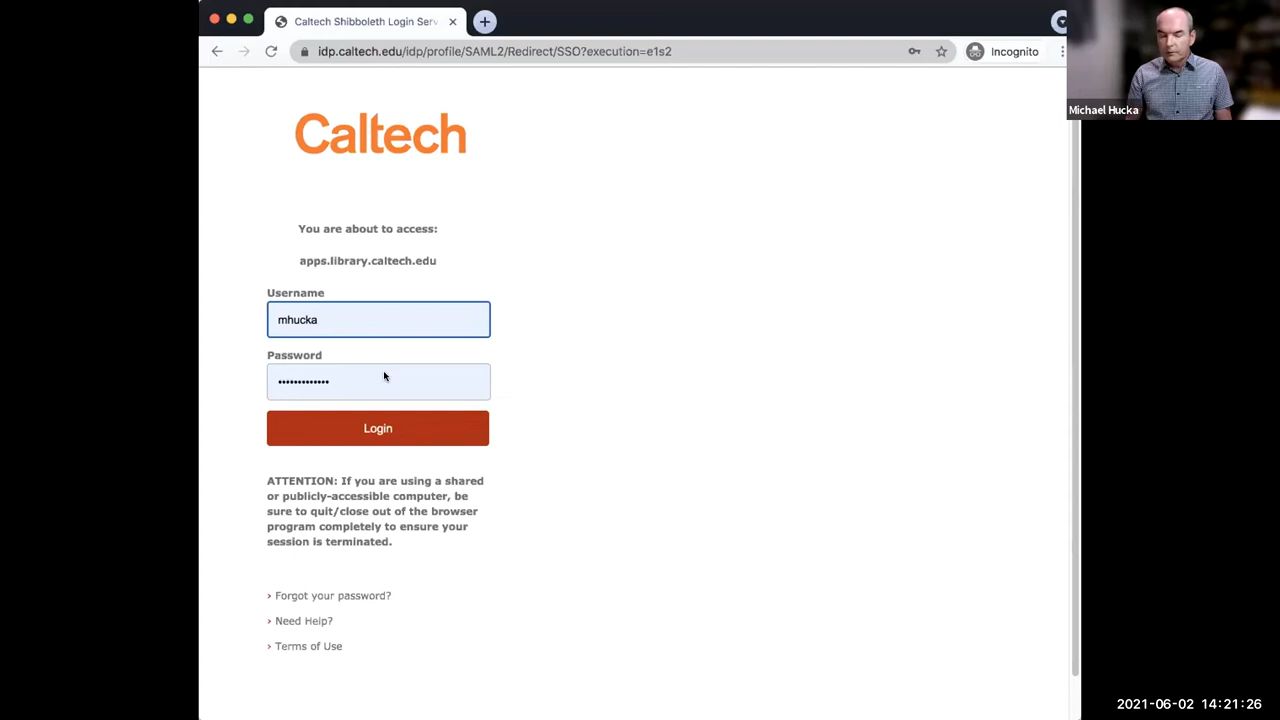 Caltech Shibboleth Login Serv
idp.caltech.edu/idp/profile/SAML2/Redirect/SSO?execution=e1s2
Incognito
Michael Hucka
Caltech
You are about to access:
apps.library.caltech.edu
Username
mhucka
Password
•••••••••••••
Login
ATTENTION: If you are using a shared
or publicly-accessible computer, be
sure to quit/close out of the browser
program completely to ensure your
session is terminated.
› Forgot your password?
› Need Help?
› Terms of Use
2021-06-02 14:21:26